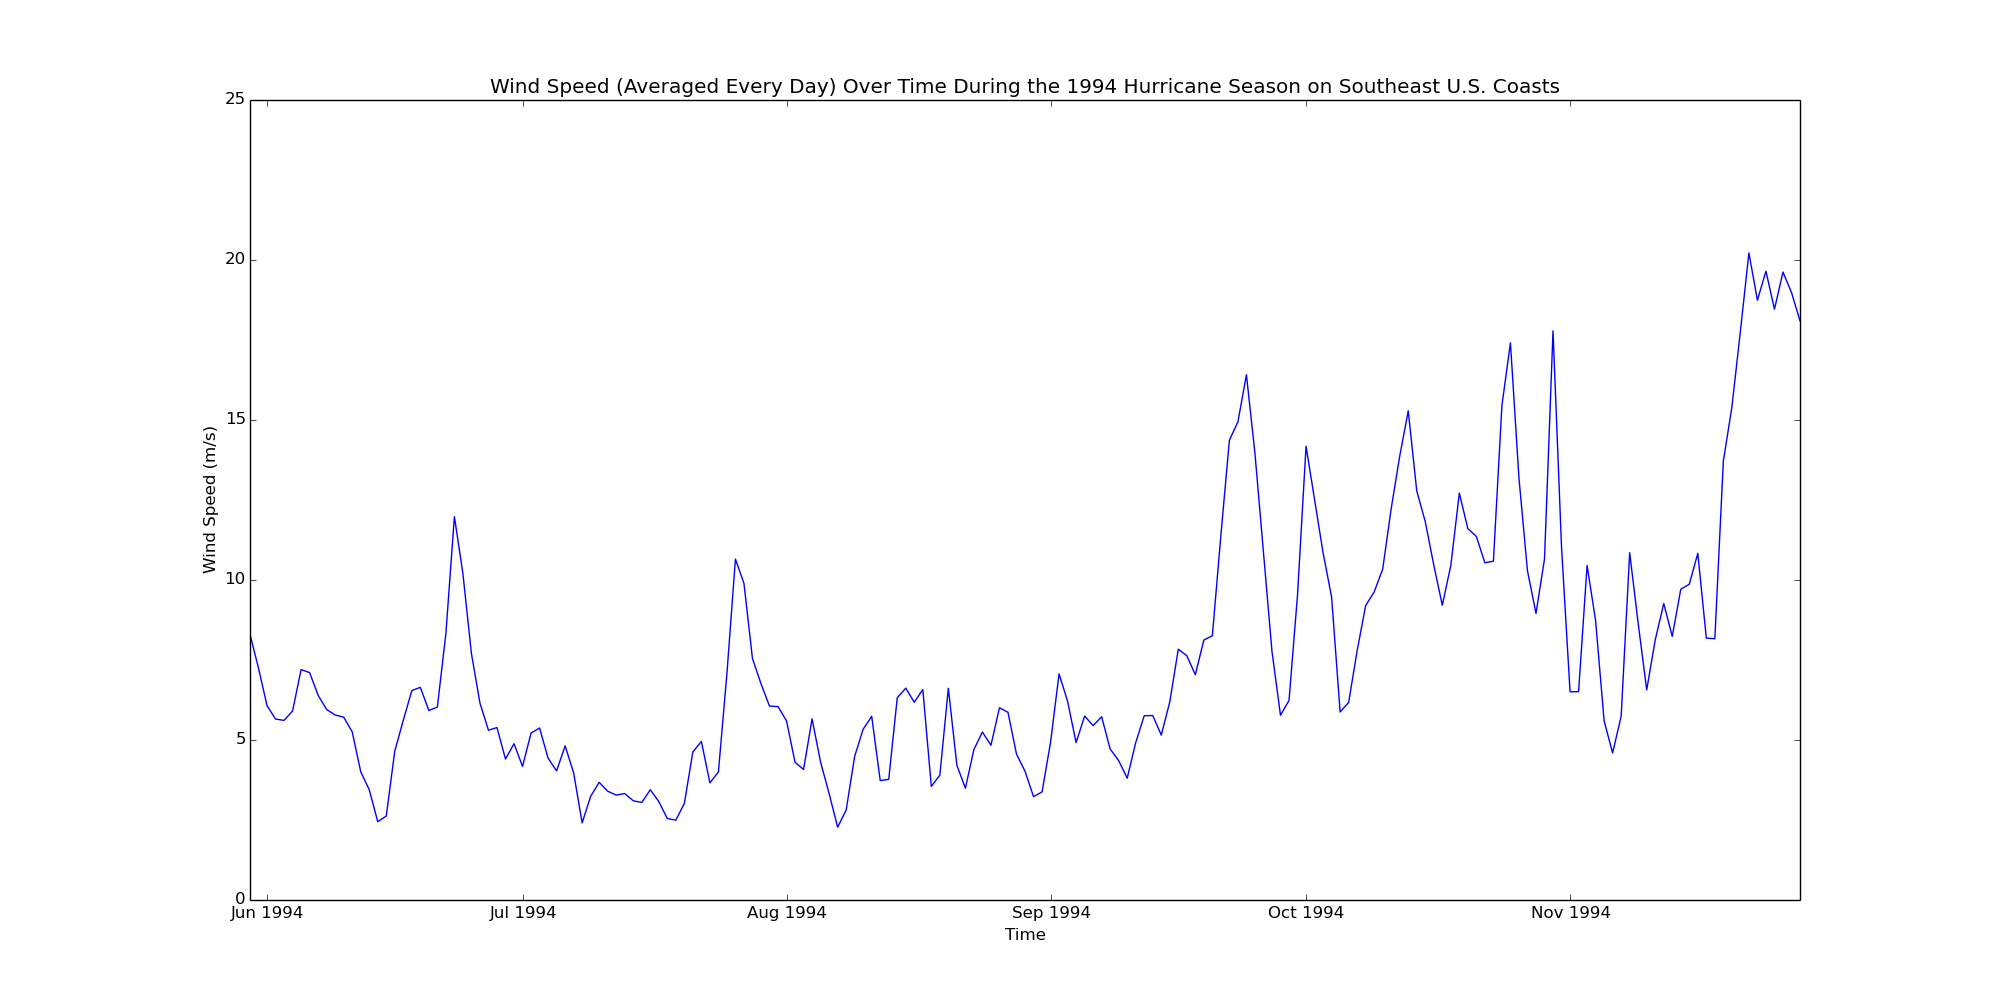 Wind Speed (Averaged Every Day) Over Time During the 1994 Hurricane Season on Southeast U.S. Coasts
25
20
15
10
5
0
Wind Speed (m/s)
Jun 1994 Jul 1994 Aug 1994 Sep 1994 Oct 1994 Nov 1994
Time